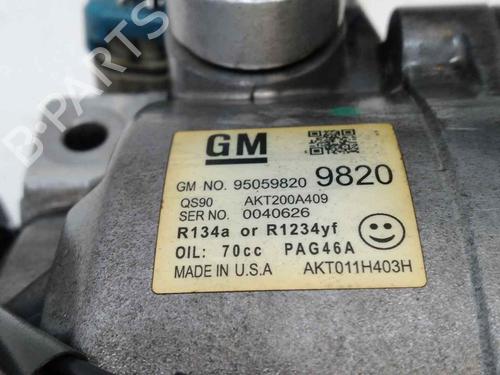 GM
GM NO. 95059820 9820
QS90 AKT200A409
SER NO. 0040626
R134a or R1234yf
OIL: 70cc PAG46A
MADE IN U.S.A AKT011H403H
B-PARTS